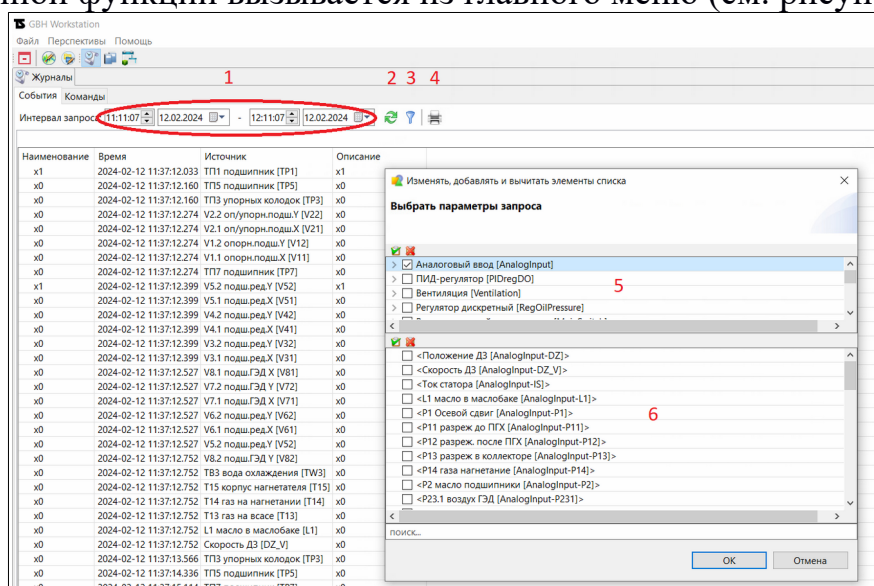 ной функции вызывается из главного меню (см. рисун
GBH Workstation
Файл Перспективы Помощь
Журналы
1 2 3 4
События Команды
Интервал запроса 11:11:07 12.02.2024 - 12:11:07 12.02.2024
Наименование Время Источник Описание
x1 2024-02-12 11:37:12.033 ТП1 подшипник [TP1] x1
x0 2024-02-12 11:37:12.160 ТП5 подшипник [TP5] x0
x0 2024-02-12 11:37:12.160 ТП3 упорных колодок [TP3] x0
x0 2024-02-12 11:37:12.274 V2.2 оп/упорн.подш.Y [V22] x0
x0 2024-02-12 11:37:12.274 V2.1 оп/упорн.подш.X [V21] x0
x0 2024-02-12 11:37:12.274 V1.2 опорн.подш.Y [V12] x0
x0 2024-02-12 11:37:12.274 V1.1 опорн.подш.X [V11] x0
x0 2024-02-12 11:37:12.274 ТП7 подшипник [TP7] x0
x1 2024-02-12 11:37:12.399 V5.2 подш.ред.Y [V52] x1
x0 2024-02-12 11:37:12.399 V5.1 подш.ред.X [V51] x0
x0 2024-02-12 11:37:12.399 V4.2 подш.ред.Y [V42] x0
x0 2024-02-12 11:37:12.399 V4.1 подш.ред.X [V41] x0
x0 2024-02-12 11:37:12.399 V3.2 подш.ред.Y [V32] x0
x0 2024-02-12 11:37:12.399 V3.1 подш.ред.X [V31] x0
x0 2024-02-12 11:37:12.527 V8.1 подш.ГЭД X [V81] x0
x0 2024-02-12 11:37:12.527 V7.2 подш.ГЭД Y [V72] x0
x0 2024-02-12 11:37:12.527 V7.1 подш.ГЭД X [V71] x0
x0 2024-02-12 11:37:12.527 V6.2 подш.ред.Y [V62] x0
x0 2024-02-12 11:37:12.527 V6.1 подш.ред.X [V61] x0
x0 2024-02-12 11:37:12.527 V5.2 подш.ред.Y [V52] x0
x0 2024-02-12 11:37:12.752 V8.2 подш.ГЭД Y [V82] x0
x0 2024-02-12 11:37:12.752 ТВ3 вода охлаждения [TW3] x0
x0 2024-02-12 11:37:12.752 Т15 корпус нагнетателя [T15] x0
x0 2024-02-12 11:37:12.752 Т14 газ на нагнетании [T14] x0
x0 2024-02-12 11:37:12.752 Т13 газ на всасе [T13] x0
x0 2024-02-12 11:37:12.752 L1 масло в маслобаке [L1] x0
x0 2024-02-12 11:37:12.752 Скорость ДЗ [DZ_V] x0
x0 2024-02-12 11:37:13.566 ТП3 упорных колодок [TP3] x0
x0 2024-02-12 11:37:14.336 ТП5 подшипник [TP5] x0
Изменять, добавлять и вычитать элементы списка
Выбрать параметры запроса
Аналоговый ввод [AnalogInput]
ПИД-регулятор [PIDregDO]
Вентиляция [Ventilation]
5
Регулятор дискретный [RegOilPressure]
<Положение ДЗ [AnalogInput-DZ]>
<Скорость ДЗ [AnalogInput-DZ_V]>
<Ток статора [AnalogInput-IS]>
<L1 масло в маслобаке [AnalogInput-L1]>
<P1 Осевой сдвиг [AnalogInput-P1]>
6
<P11 разреж до ПГХ [AnalogInput-P11]>
<P12 разреж. после ПГХ [AnalogInput-P12]>
<P13 разреж в коллекторе [AnalogInput-P13]>
<P14 газа нагнетание [AnalogInput-P14]>
<P2 масло подшипники [AnalogInput-P2]>
<P23.1 воздух ГЭД [AnalogInput-P231]>
поиск...
ОК Отмена